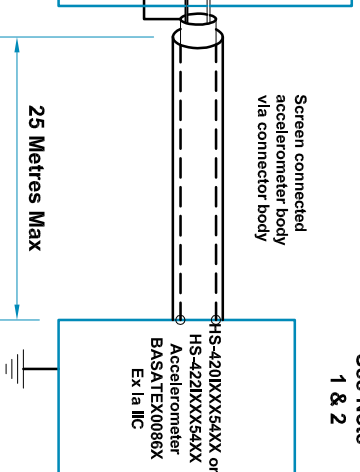 Screen connected
accelerometer body
via connector body
25 Metres Max
1 & 2
HS-420IXXX54XX or
HS-422IXXX54XX
Accelerometer
BASATEX0086X
Ex Ia IIC